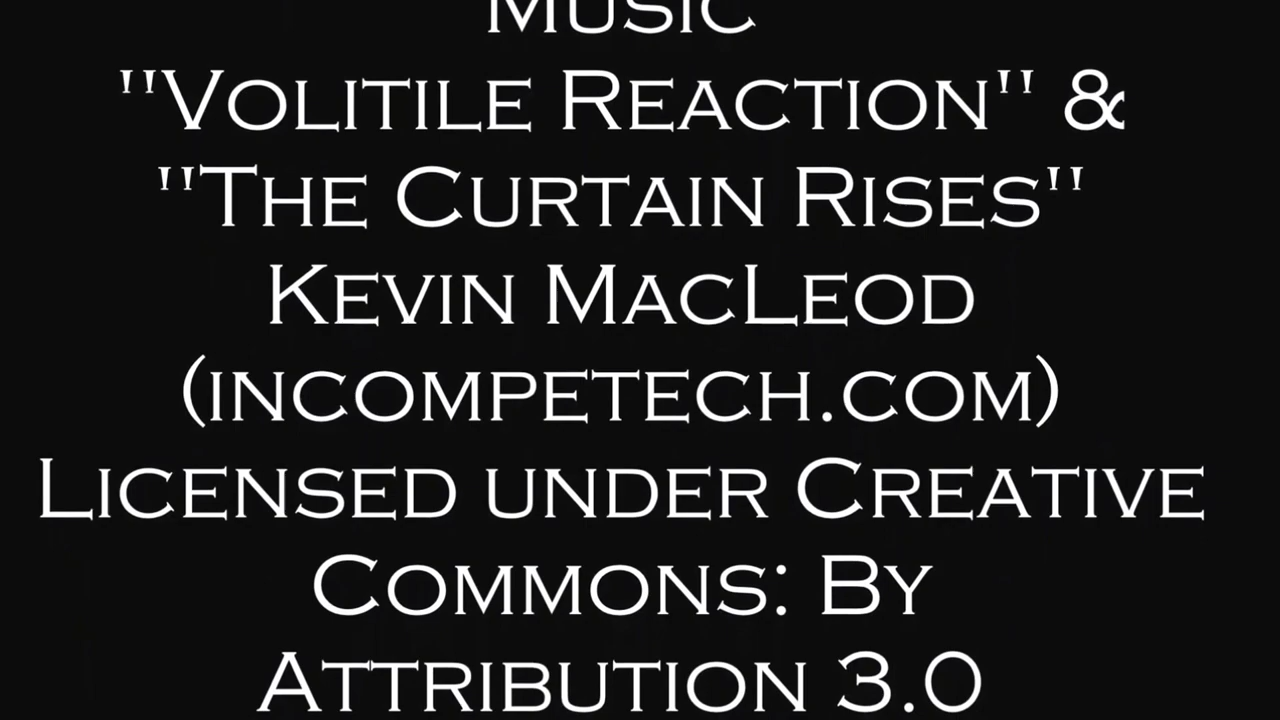 Music
"Volitile Reaction" &
"The Curtain Rises"
Kevin MacLeod
(incompetech.com)
Licensed under Creative
Commons: By
Attribution 3.0